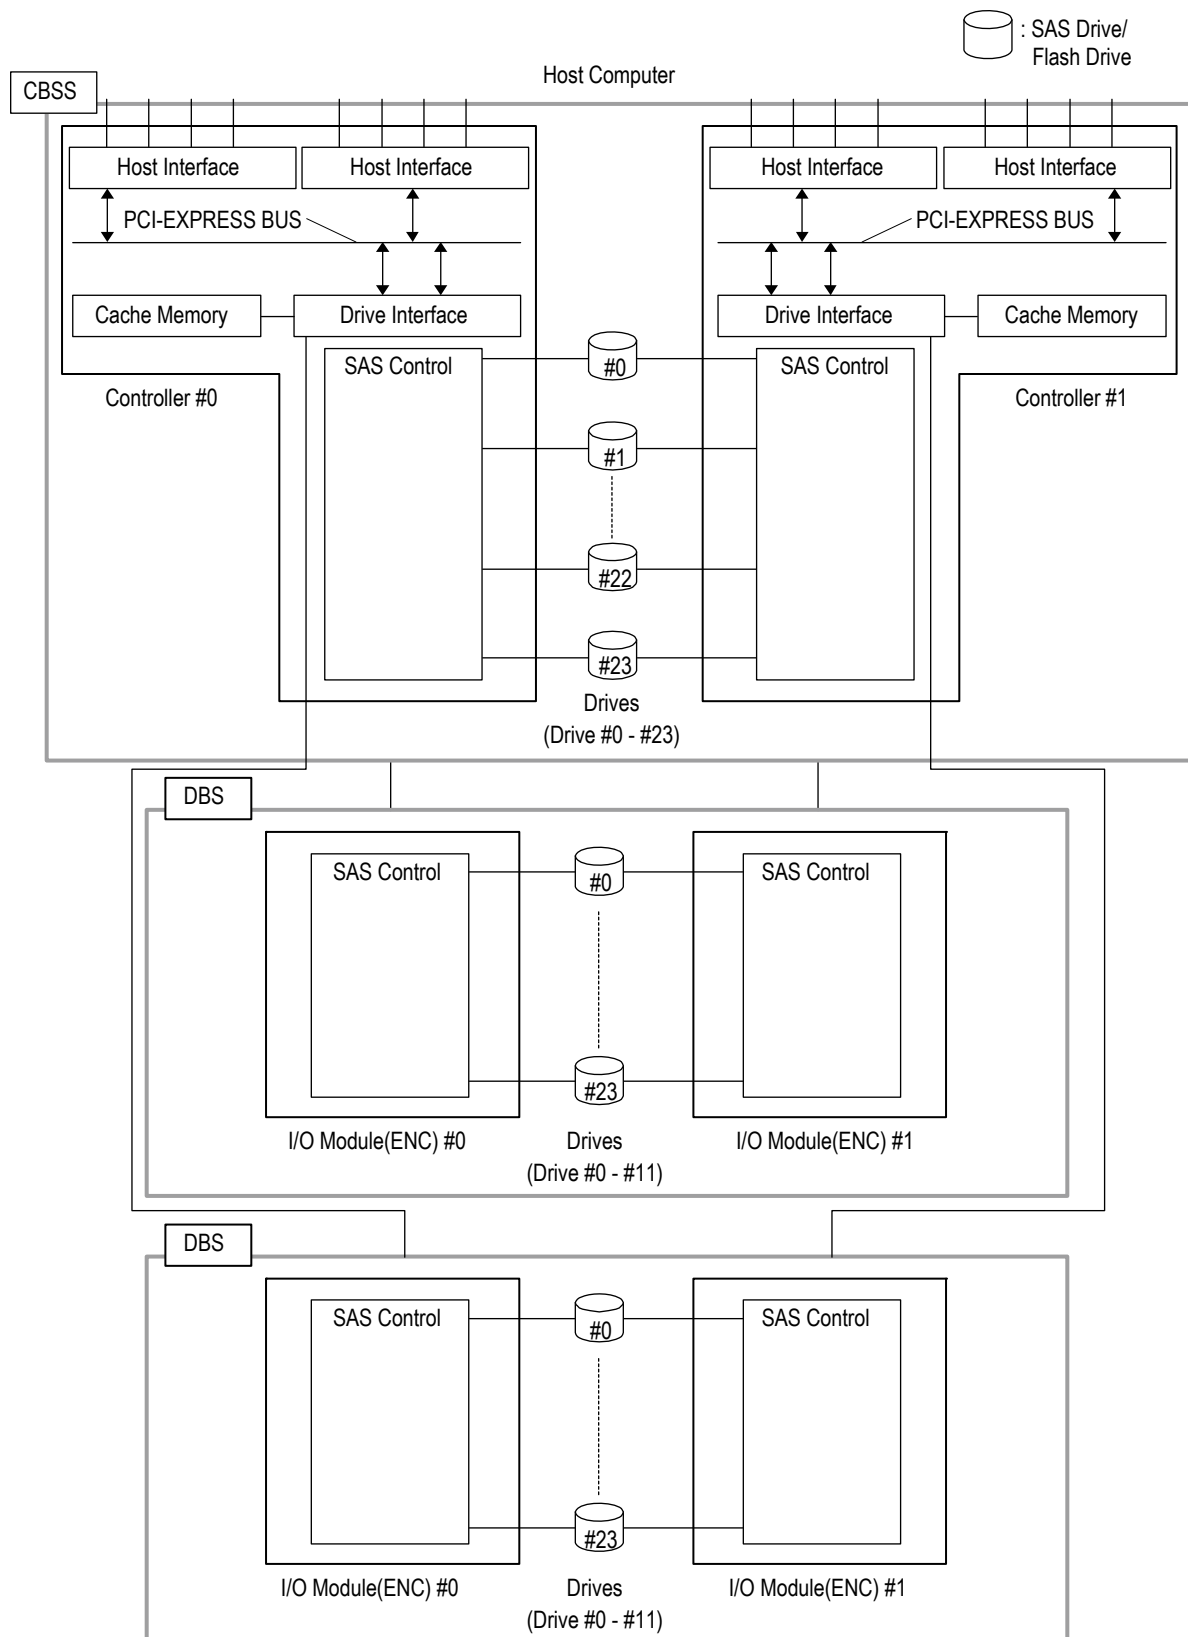 : SAS Drive/
Flash Drive
Host Computer
CBSS
Host Interface
Host Interface
Host Interface
Host Interface
PCI-EXPRESS BUS
PCI-EXPRESS BUS
Cache Memory
Drive Interface
Drive Interface
Cache Memory
SAS Control
#0
SAS Control
Controller #0
Controller #1
#1
#22
#23
Drives
(Drive #0 - #23)
DBS
SAS Control
#0
SAS Control
#23
I/O Module(ENC) #0
Drives
(Drive #0 - #11)
I/O Module(ENC) #1
DBS
SAS Control
#0
SAS Control
#23
I/O Module(ENC) #0
Drives
(Drive #0 - #11)
I/O Module(ENC) #1